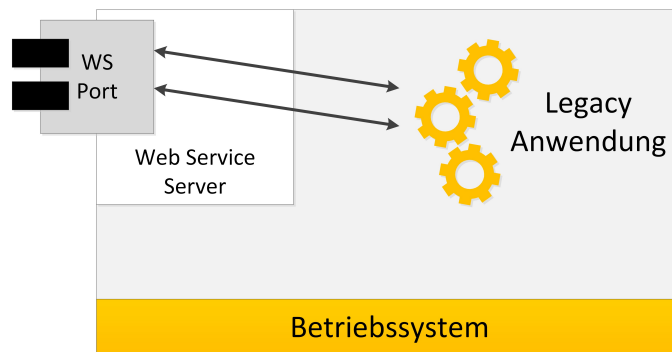 WS
Port
Web Service
Server
Legacy
Anwendung
Betriebssystem